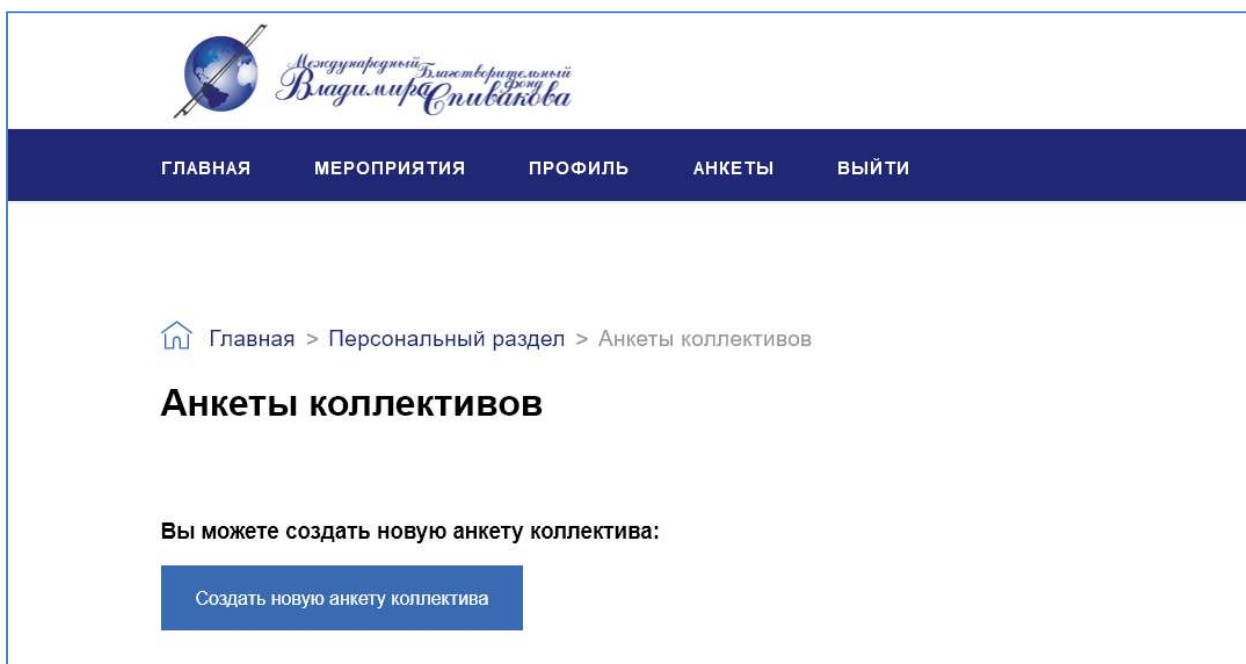 Международный Благотворительный
фонд
Владимира Спивакова
ГЛАВНАЯ МЕРОПРИЯТИЯ ПРОФИЛЬ АНКЕТЫ ВЫЙТИ
Главная > Персональный раздел > Анкеты коллективов
Анкеты коллективов
Вы можете создать новую анкету коллектива:
Создать новую анкету коллектива